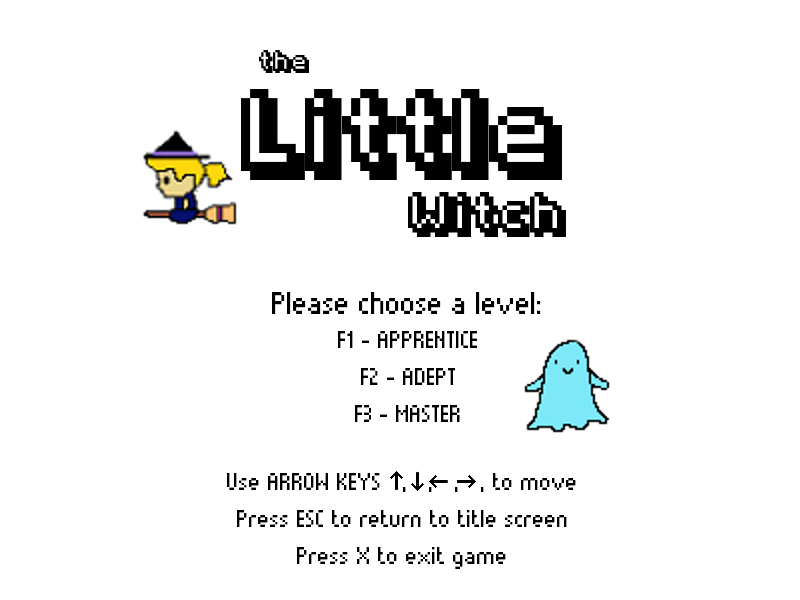 the
Little
Witch
Please choose a level:
F1 - APPRENTICE
F2 - ADEPT
F3 - MASTER
Use ARROW KEYS ↑,↓,←,→, to move
Press ESC to return to title screen
Press X to exit game